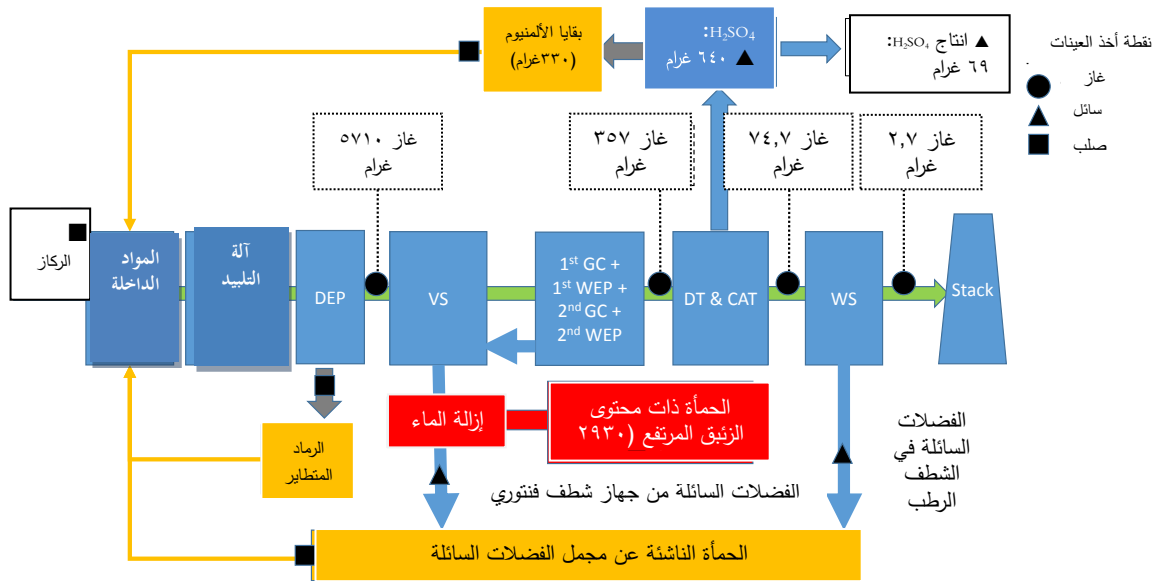 بقايا الألمنيوم
(٣٣٠غرام)
H₂SO₄:
▲ ٦٤٠ غرام
▲ انتاج H₂SO₄:
٦٩ غرام
نقطة أخذ العينات
غاز
سائل
صلب
غاز ٥٧١٠
غرام
غاز ٣٥٧
غرام
غاز ٧٤,٧
غرام
غاز ٢,٧
غرام
الركاز
المواد
الداخلة
آلة
التلبيد
DEP
VS
1st GC +
1st WEP +
2nd GC +
2nd WEP
DT & CAT
WS
Stack
الرماد
المتطاير
إزالة الماء
الحمأة ذات محتوى
الزئبق المرتفع (٢٩٣٠
الفضلات
السائلة في
الشطف
الرطب
الفضلات السائلة من جهاز شطف فنتوري
الحمأة الناشئة عن مجمل الفضلات السائلة